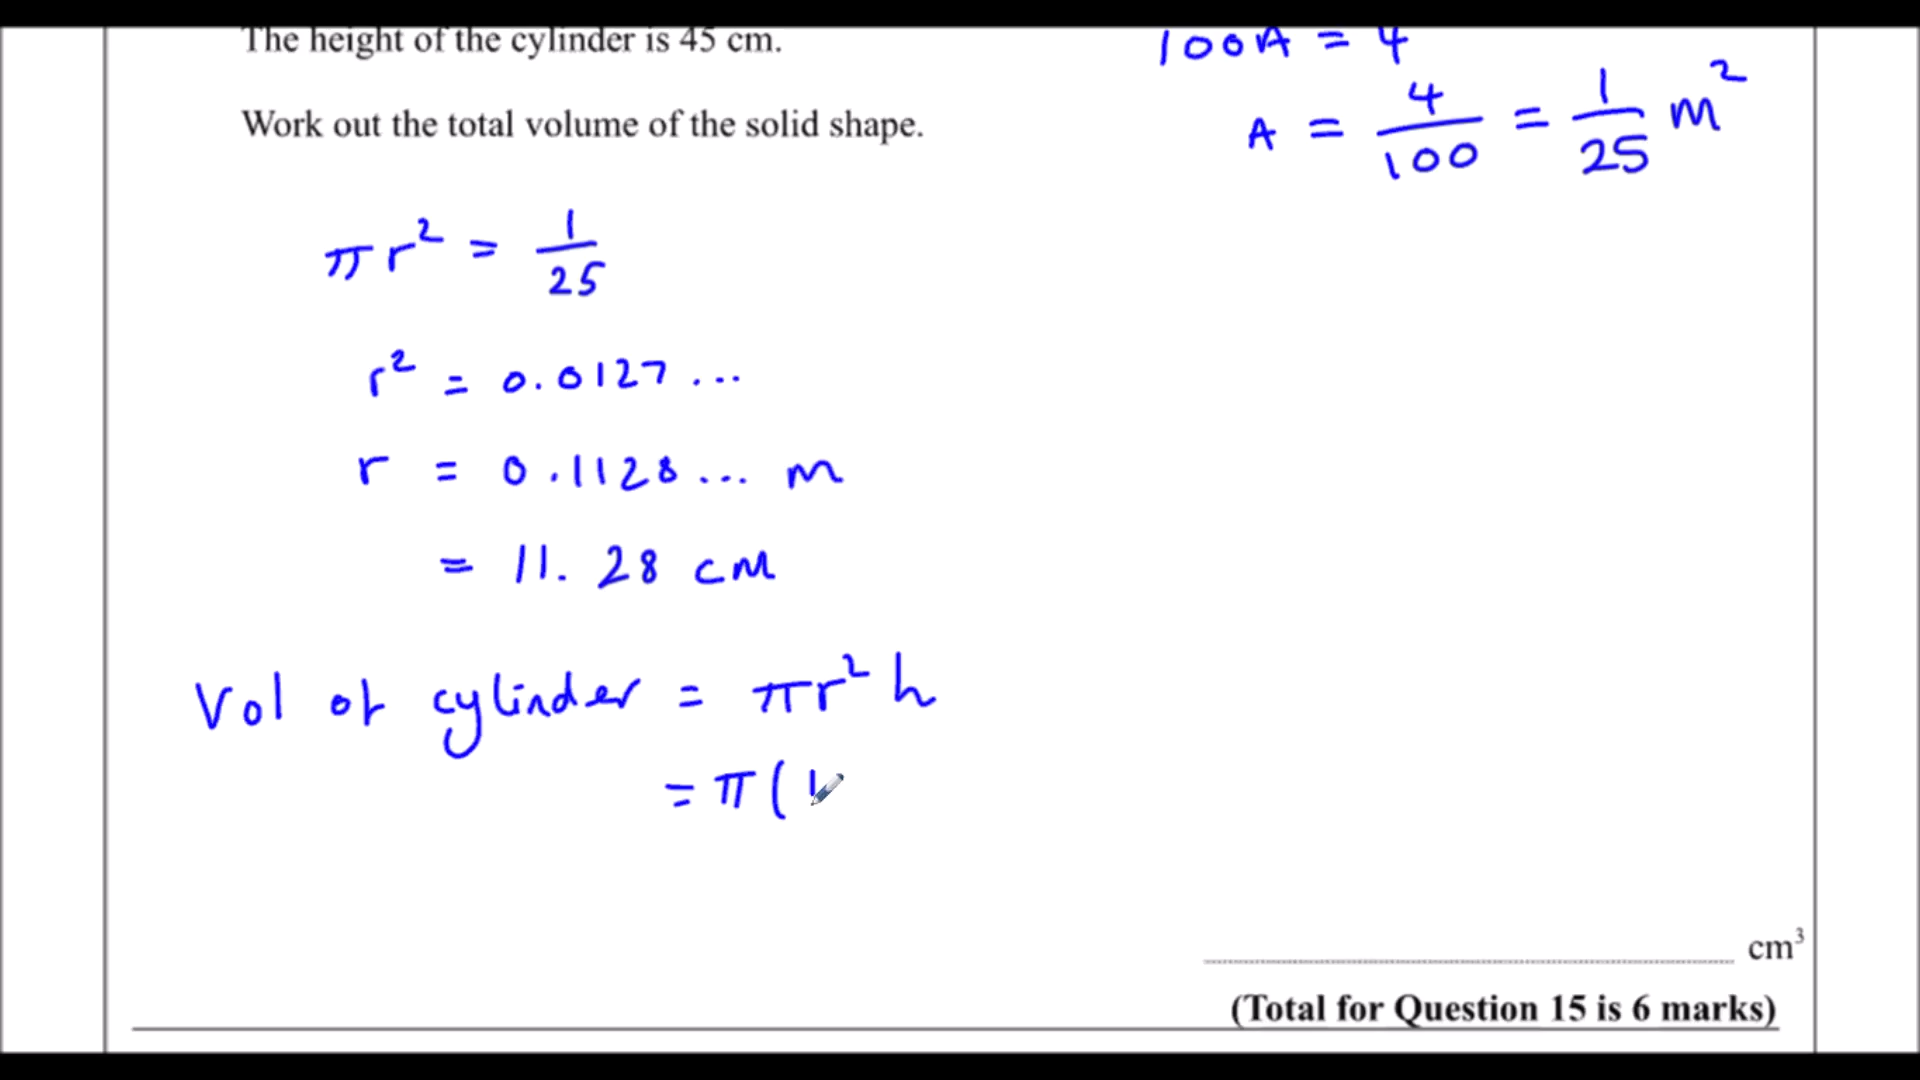 The height of the cylinder is 45 cm.
100A = 4
Work out the total volume of the solid shape.
A = 4/100 = 1/25 m²
πr² = 1/25
r² = 0.0127...
r = 0.1128... m
= 11.28 cm
Vol of cylinder = πr²h
= π(
cm³
(Total for Question 15 is 6 marks)